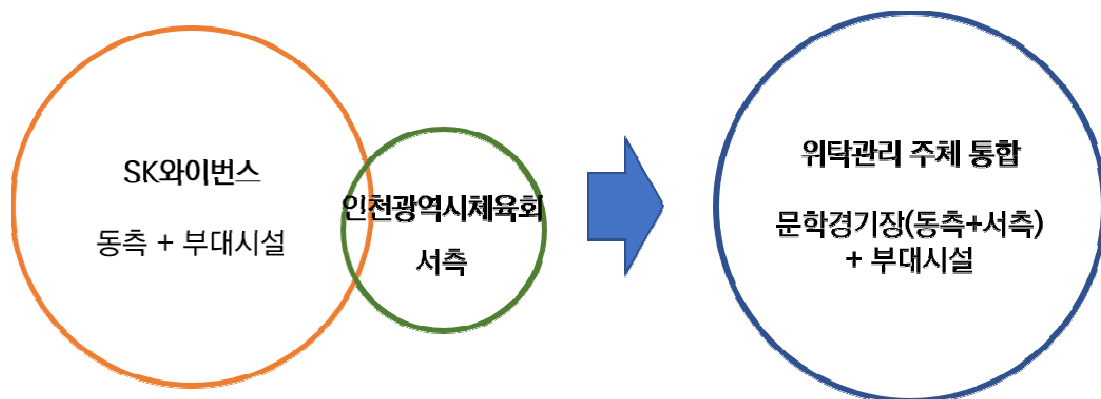 SK와이번스
동측 + 부대시설
인천광역시체육회
서측
위탁관리 주체 통합
문학경기장(동측+서측)
+ 부대시설